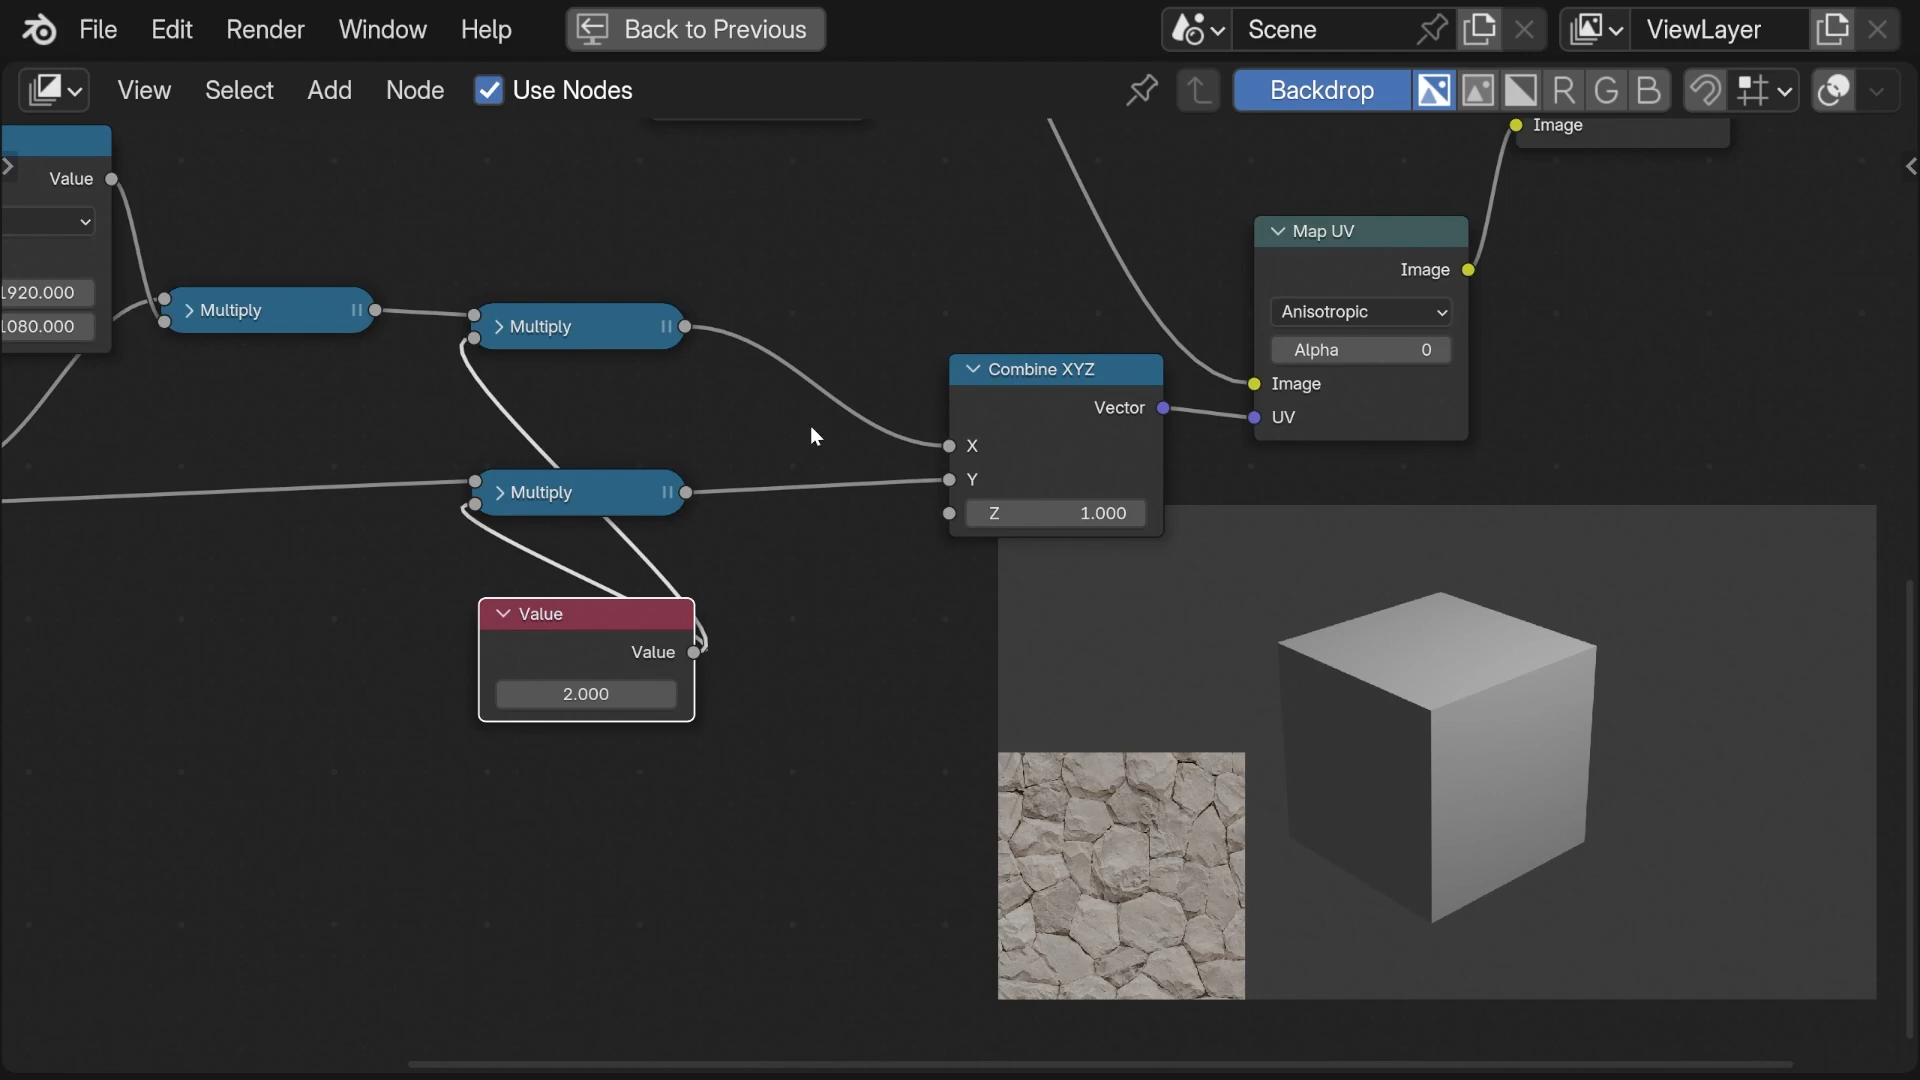 File Edit Render Window Help Back to Previous Scene ViewLayer
View Select Add Node Use Nodes Backdrop R G B
Image
Value
Map UV
Image
1920.000
Multiply
Multiply
Anisotropic
1080.000
Alpha 0
Combine XYZ
Image
Vector
UV
X
Y
Multiply
Z 1.000
Value
Value
2.000